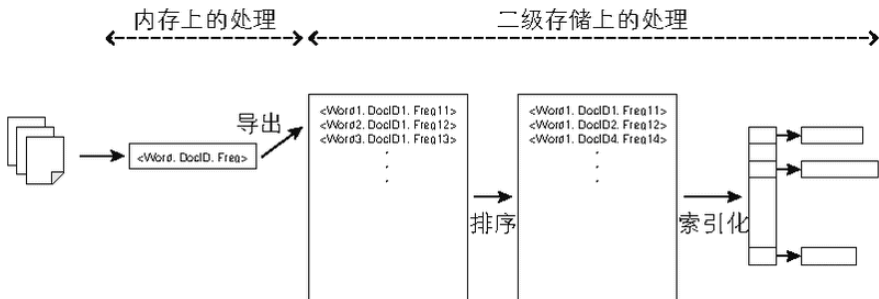 内存上的处理
二级存储上的处理
<Word, DocID, Freq>
导出
<Word1, DocID1, Freq11>
<Word2, DocID1, Freq12>
<Word3, DocID1, Freq13>
排序
<Word1, DocID1, Freq11>
<Word1, DocID2, Freq12>
<Word1, DocID4, Freq14>
索引化